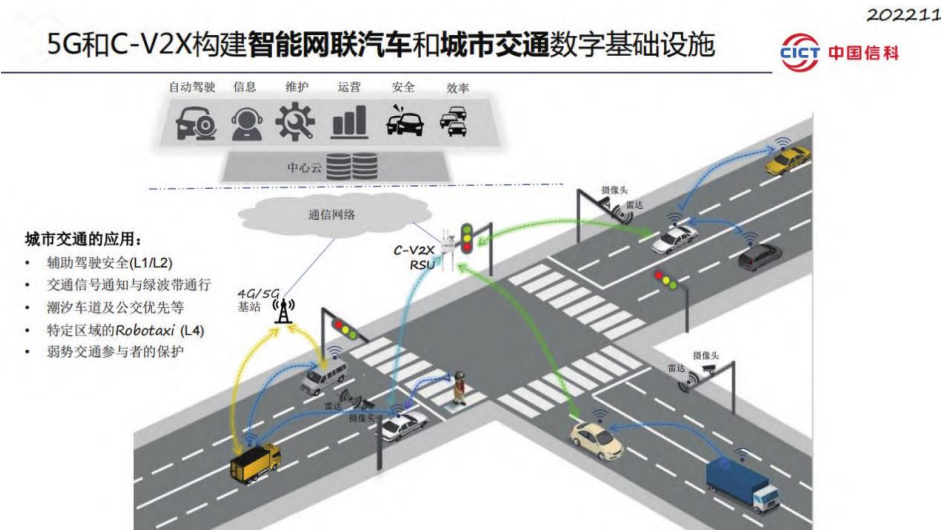 202211
5G和C-V2X构建智能网联汽车和城市交通数字基础设施
CICT 中国信科
自动驾驶 信息 维护 运营 安全 效率
中心云
通信网络
摄像头
雷达
C-V2X
RSU
城市交通的应用：
• 辅助驾驶安全(L1/L2)
• 交通信号通知与绿波带通行
• 潮汐车道及公交优先等
• 特定区域的Robotaxi (L4)
• 弱势交通参与者的保护
4G/5G
基站
摄像头
雷达
雷达
摄像头